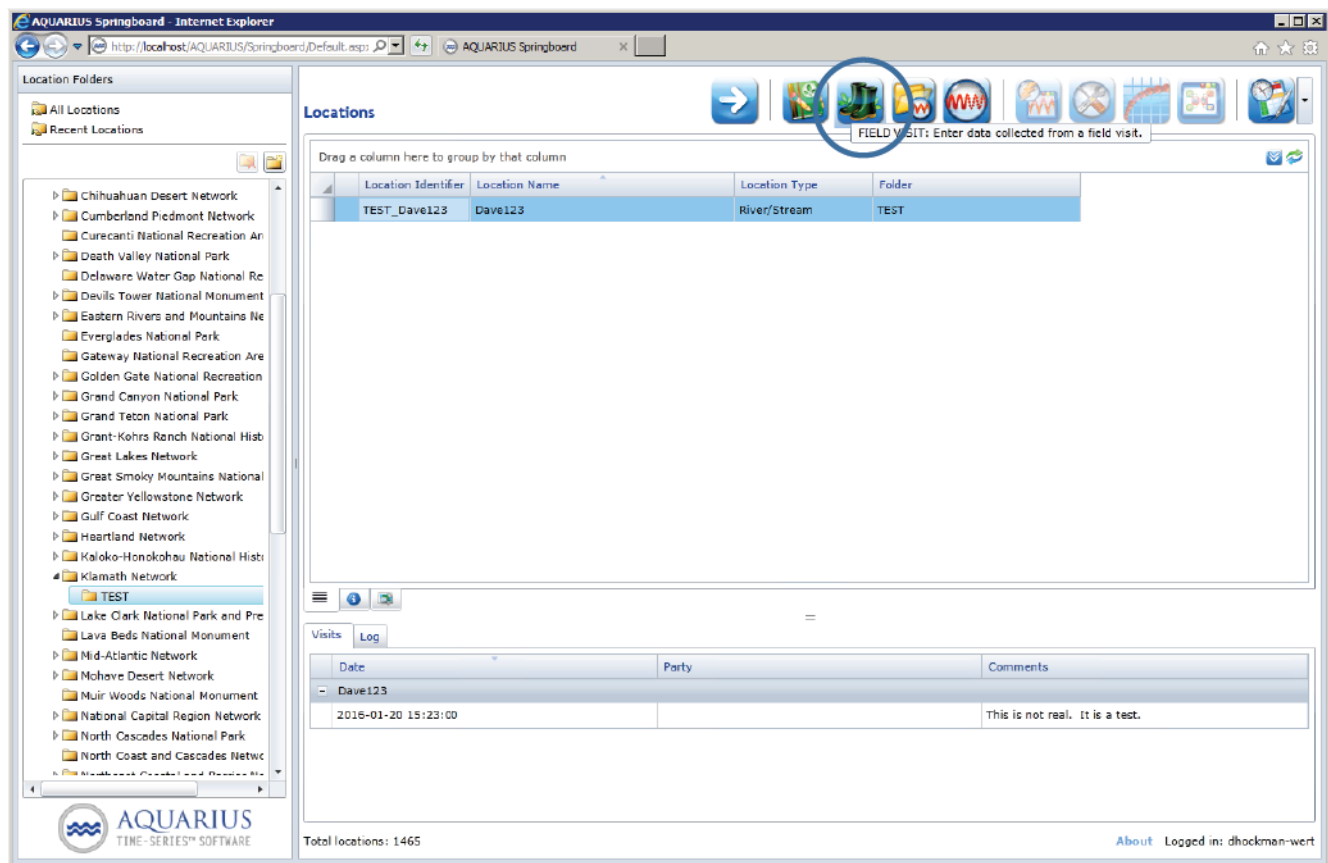 AQUARIUS Springboard - Internet Explorer
http://localhost/AQUARIUS/Springboard/Default.asp:
AQUARIUS Springboard
Location Folders
All Locations
Recent Locations
Chihuahuan Desert Network
Cumberland Piedmont Network
Curecanti National Recreation Ar
Death Valley National Park
Delaware Water Gap National Re
Devils Tower National Monument
Eastern Rivers and Mountains Ne
Everglades National Park
Gateway National Recreation Are
Golden Gate National Recreation
Grand Canyon National Park
Grand Teton National Park
Grant-Kohrs Ranch National Hist
Great Lakes Network
Great Smoky Mountains National
Greater Yellowstone Network
Gulf Coast Network
Heartland Network
Kaloko-Honokohau National Histo
Klamath Network
TEST
Lake Clark National Park and Pre
Lava Beds National Monument
Mid-Atlantic Network
Mohave Desert Network
Muir Woods National Monument
National Capital Region Network
North Cascades National Park
North Coast and Cascades Netwo
AQUARIUS
TIME-SERIES™ SOFTWARE
Locations
FIELD VISIT: Enter data collected from a field visit.
Drag a column here to group by that column
Location Identifier Location Name Location Type Folder
TEST_Dave123 Dave123 River/Stream TEST
Visits Log
Date Party Comments
Dave123
2016-01-20 15:23:00 This is not real. It is a test.
Total locations: 1465
About Logged in: dhockman-wert